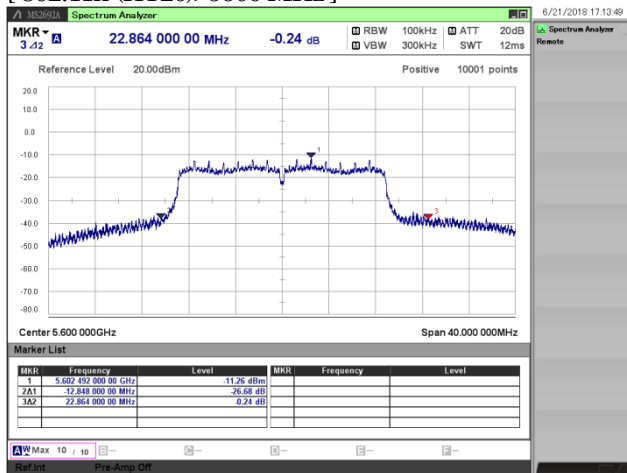 6/21/2018 17:13:49
MS2692A Spectrum Analyzer
Spectrum Analyzer
Remote
MKR
3 Δ2 A 22.864 000 00 MHz -0.24 dB
M RBW 100kHz M ATT 20dB
M VBW 300kHz SWT 12ms
Reference Level 20.00dBm Positive 10001 points
20.0
10.0
0.0
-10.0
-20.0
-30.0
-40.0
-50.0
-60.0
-70.0
-80.0
1
2
3
Center 5.600 000GHz Span 40.000 000MHz
Marker List
MKR Frequency Level MKR Frequency Level
1 5.602 492 000 00 GHz -11.26 dBm
2Δ1 -12.848 000 00 MHz -26.68 dB
3Δ2 22.864 000 00 MHz -0.24 dB
A W Max 10 / 10 B-- C-- D-- E-- F--
Ref.Int Pre-Amp Off